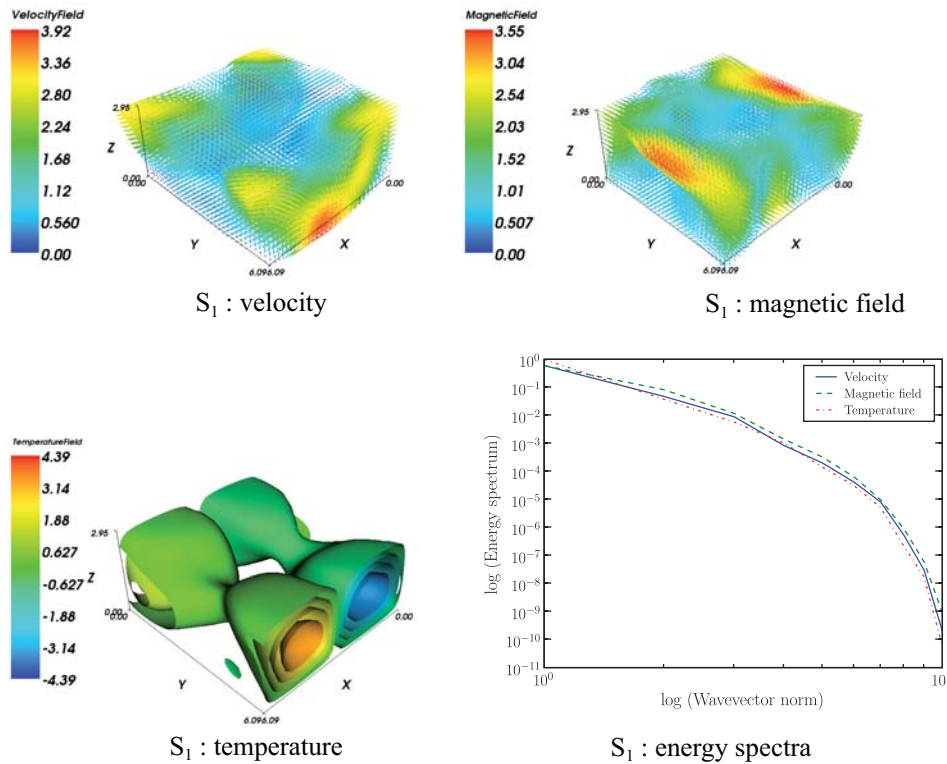 VelocityField
3.92
3.36
2.80
2.24
1.68
1.12
0.560
0.00
2.95
Z
0.00
0.00
Y
X
0.00
6.096.09
S1 : velocity
MagneticField
3.55
3.04
2.54
2.03
1.52
1.01
0.507
0.00
2.95
Z
0.00
0.00
Y
X
0.00
6.096.09
S1 : magnetic field
TemperatureField
4.39
3.14
1.88
0.627
-0.627
-1.88
-3.14
-4.39
2.95
Z
0.00
0.00
Y
X
0.00
6.096.09
S1 : temperature
log (Energy spectrum)
10^0
10^-1
10^-2
10^-3
10^-4
10^-5
10^-6
10^-7
10^-8
10^-9
10^-10
10^-11
Velocity
Magnetic field
Temperature
10^0
10
log (Wavevector norm)
S1 : energy spectra